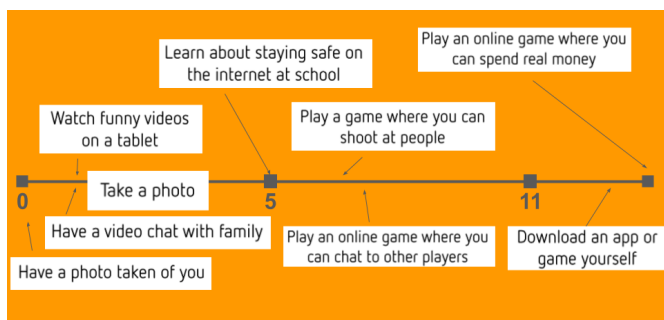 Play an online game where you
can spend real money
Learn about staying safe on
the internet at school
Watch funny videos
on a tablet
Play a game where you can
shoot at people
Take a photo
0
5
11
Have a video chat with family
Play an online game where you
can chat to other players
Download an app or
game yourself
Have a photo taken of you